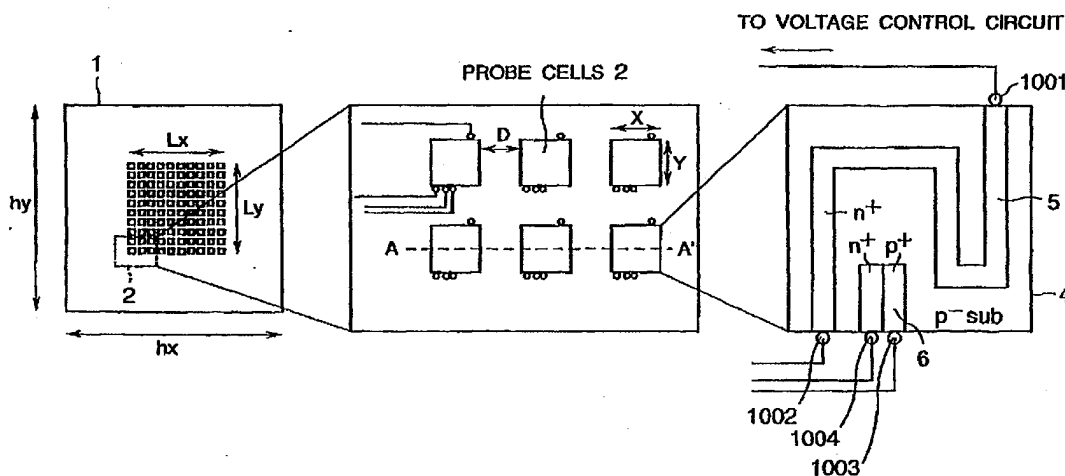 TO VOLTAGE CONTROL CIRCUIT
1
PROBE CELLS 2
1001
Lx
D
X
Y
hy
Ly
n+
5
n+ p+
A A'
2
4
p- sub
6
hx
1002
1004
1003